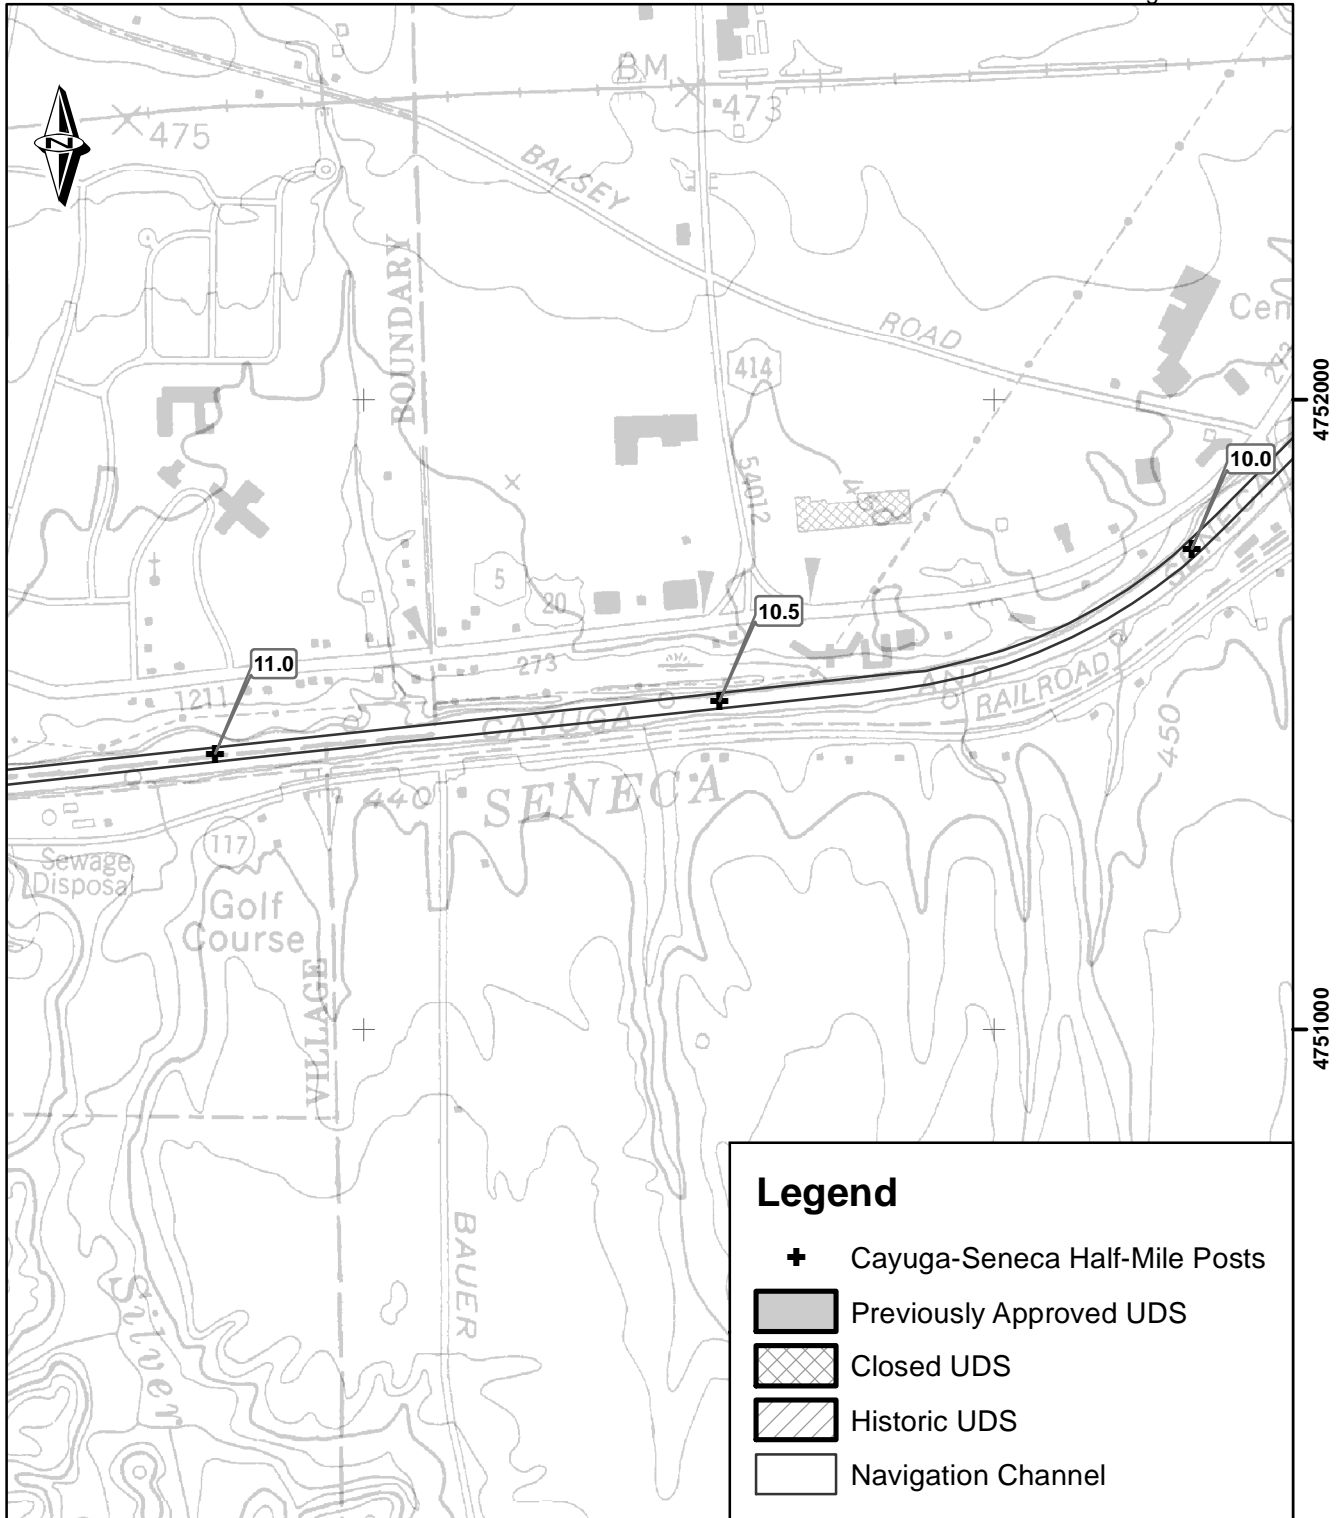 BM
473
475
N
BALSEY
BOUNDARY
ROAD
Cen
414
4752000
10.0
54012
5
20
10.5
11.0
273
1211
CAYUGA
AND
RAILROAD
SENECA
440
450
117
Sewage
Disposal
Golf
Course
VILLAGE
4751000
BAUER
Silver
Legend
Cayuga-Seneca Half-Mile Posts
Previously Approved UDS
Closed UDS
Historic UDS
Navigation Channel